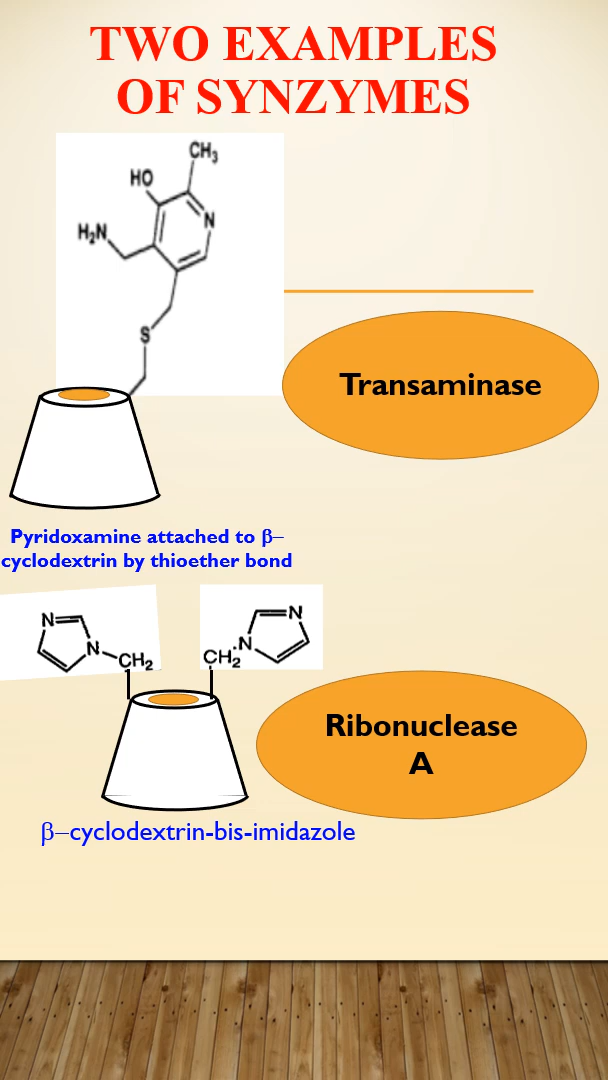 TWO EXAMPLES
OF SYNZYMES
CH₃
HO
N
H₂N
S
Transaminase
Pyridoxamine attached to β–
cyclodextrin by thioether bond
N
N
CH₂
N
N
CH₂
Ribonuclease
A
β–cyclodextrin-bis-imidazole